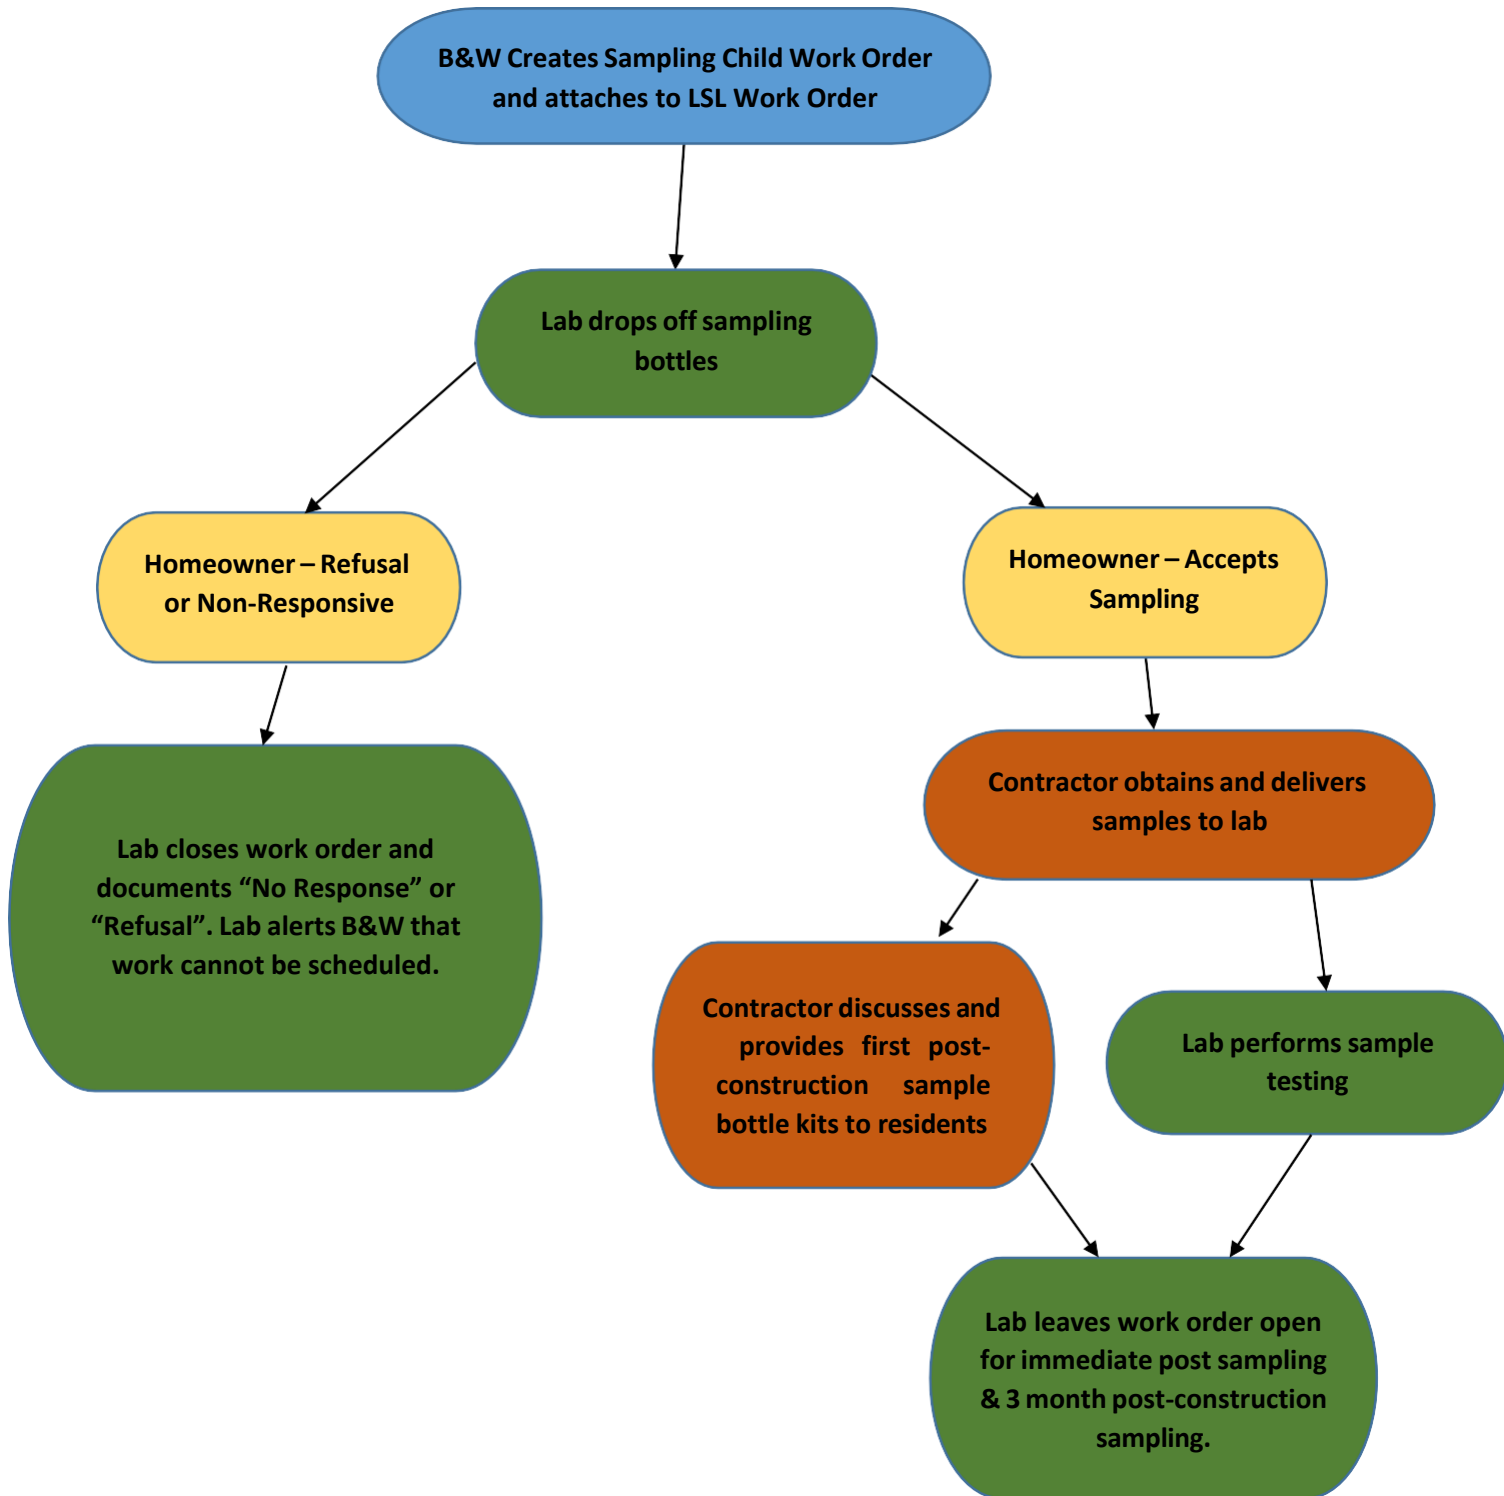 B&W Creates Sampling Child Work Order
and attaches to LSL Work Order
Lab drops off sampling
bottles
Homeowner – Refusal
or Non-Responsive
Homeowner – Accepts
Sampling
Lab closes work order and
documents “No Response” or
“Refusal”. Lab alerts B&W that
work cannot be scheduled.
Contractor obtains and delivers
samples to lab
Contractor discusses and
provides first post-
construction sample
bottle kits to residents
Lab performs sample
testing
Lab leaves work order open
for immediate post sampling
& 3 month post-construction
sampling.